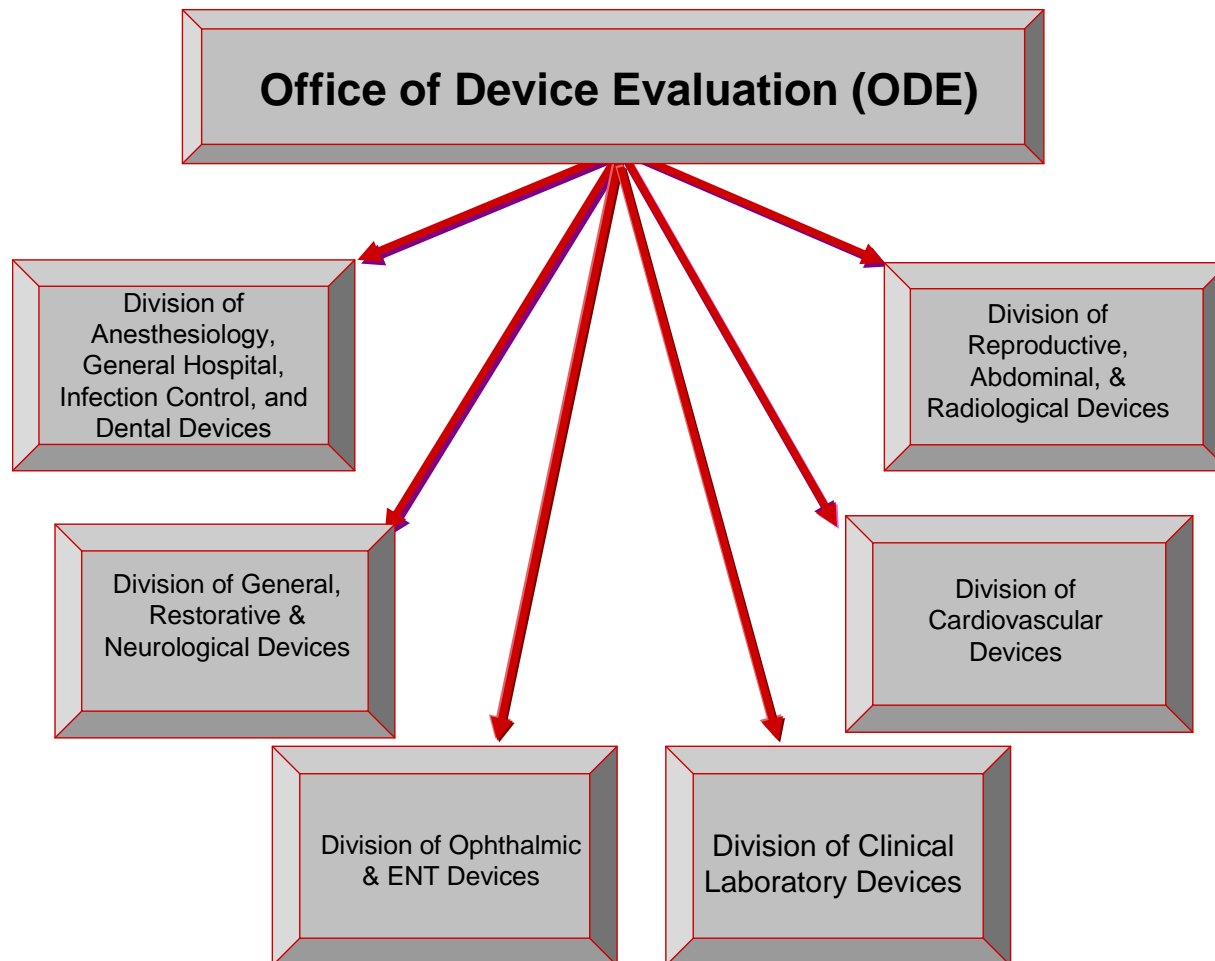 Office of Device Evaluation (ODE)
Division of
Anesthesiology,
General Hospital,
Infection Control, and
Dental Devices
Division of
Reproductive,
Abdominal, &
Radiological Devices
Division of General,
Restorative &
Neurological Devices
Division of
Cardiovascular
Devices
Division of Ophthalmic
& ENT Devices
Division of Clinical
Laboratory Devices